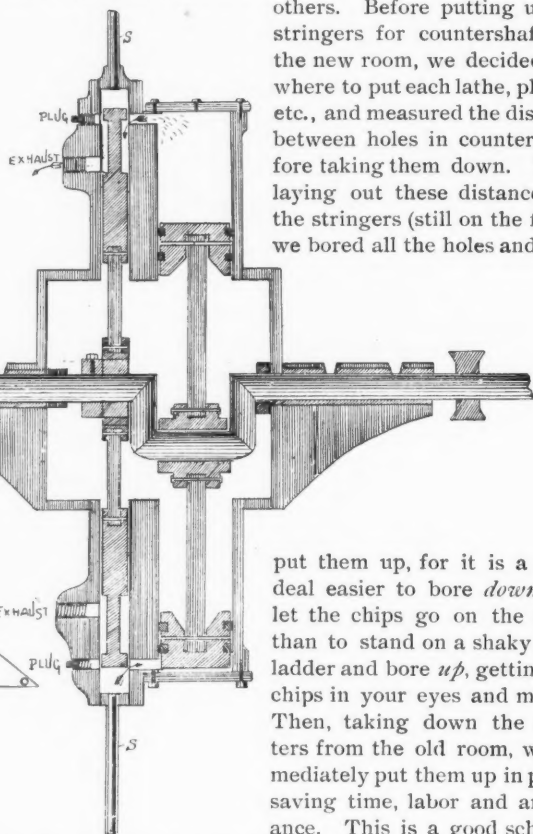 others. Before putting u
stringers for countershaf
the new room, we decided
where to put each lathe, pl
etc., and measured the dis
between holes in counter
fore taking them down.
laying out these distanc
the stringers (still on the f
we bored all the holes and
S
PLUG
EXHAUST
put them up, for it is a
deal easier to bore down
let the chips go on the
than to stand on a shaky
ladder and bore up, gettin
chips in your eyes and m
Then, taking down the
ters from the old room, w
mediately put them up in p
saving time, labor and an
ance. This is a good sch
EXHAUST
PLUG
S